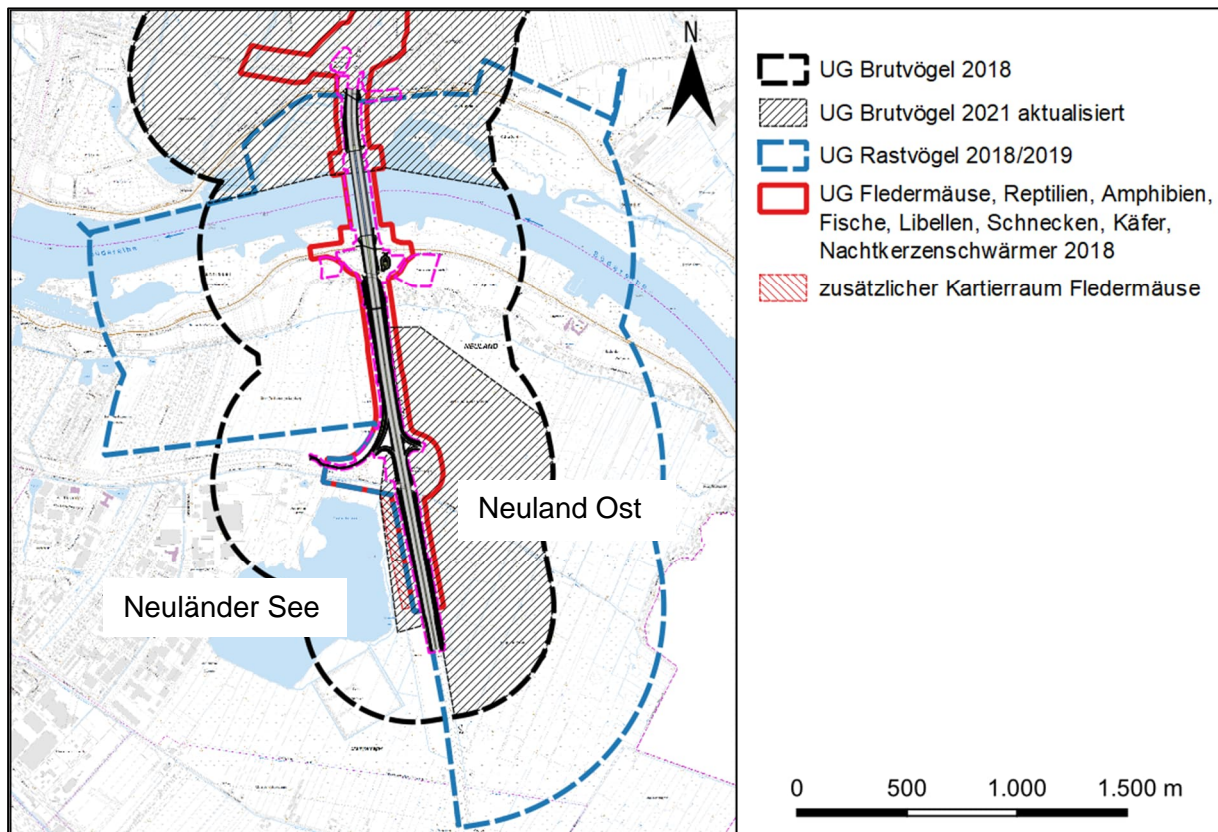 N
Süderelbe
NEULAND
Neuland Ost
Neuländer See
UG Brutvögel 2018
UG Brutvögel 2021 aktualisiert
UG Rastvögel 2018/2019
UG Fledermäuse, Reptilien, Amphibien,
Fische, Libellen, Schnecken, Käfer,
Nachtkerzenschwärmer 2018
zusätzlicher Kartierraum Fledermäuse
0 500 1.000 1.500 m